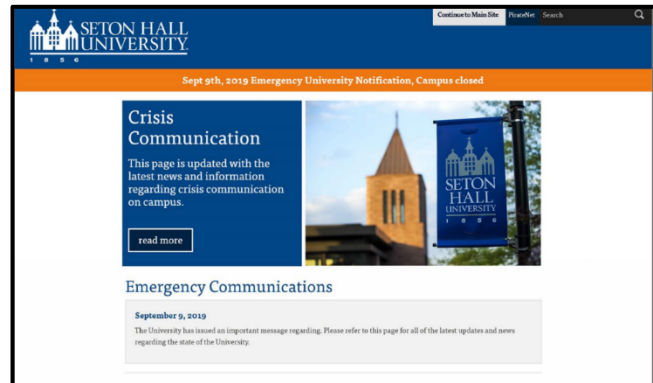 SETON HALL
UNIVERSITY
1 8 5 6
Continue to Main Site PirateNet Search
Sept 9th, 2019 Emergency University Notification, Campus closed
Crisis
Communication
This page is updated with the
latest news and information
regarding crisis communication
on campus.
read more
SETON
HALL
UNIVERSITY
1 8 5 6
Emergency Communications
September 9, 2019
The University has issued an important message regarding. Please refer to this page for all of the latest updates and news
regarding the state of the University.